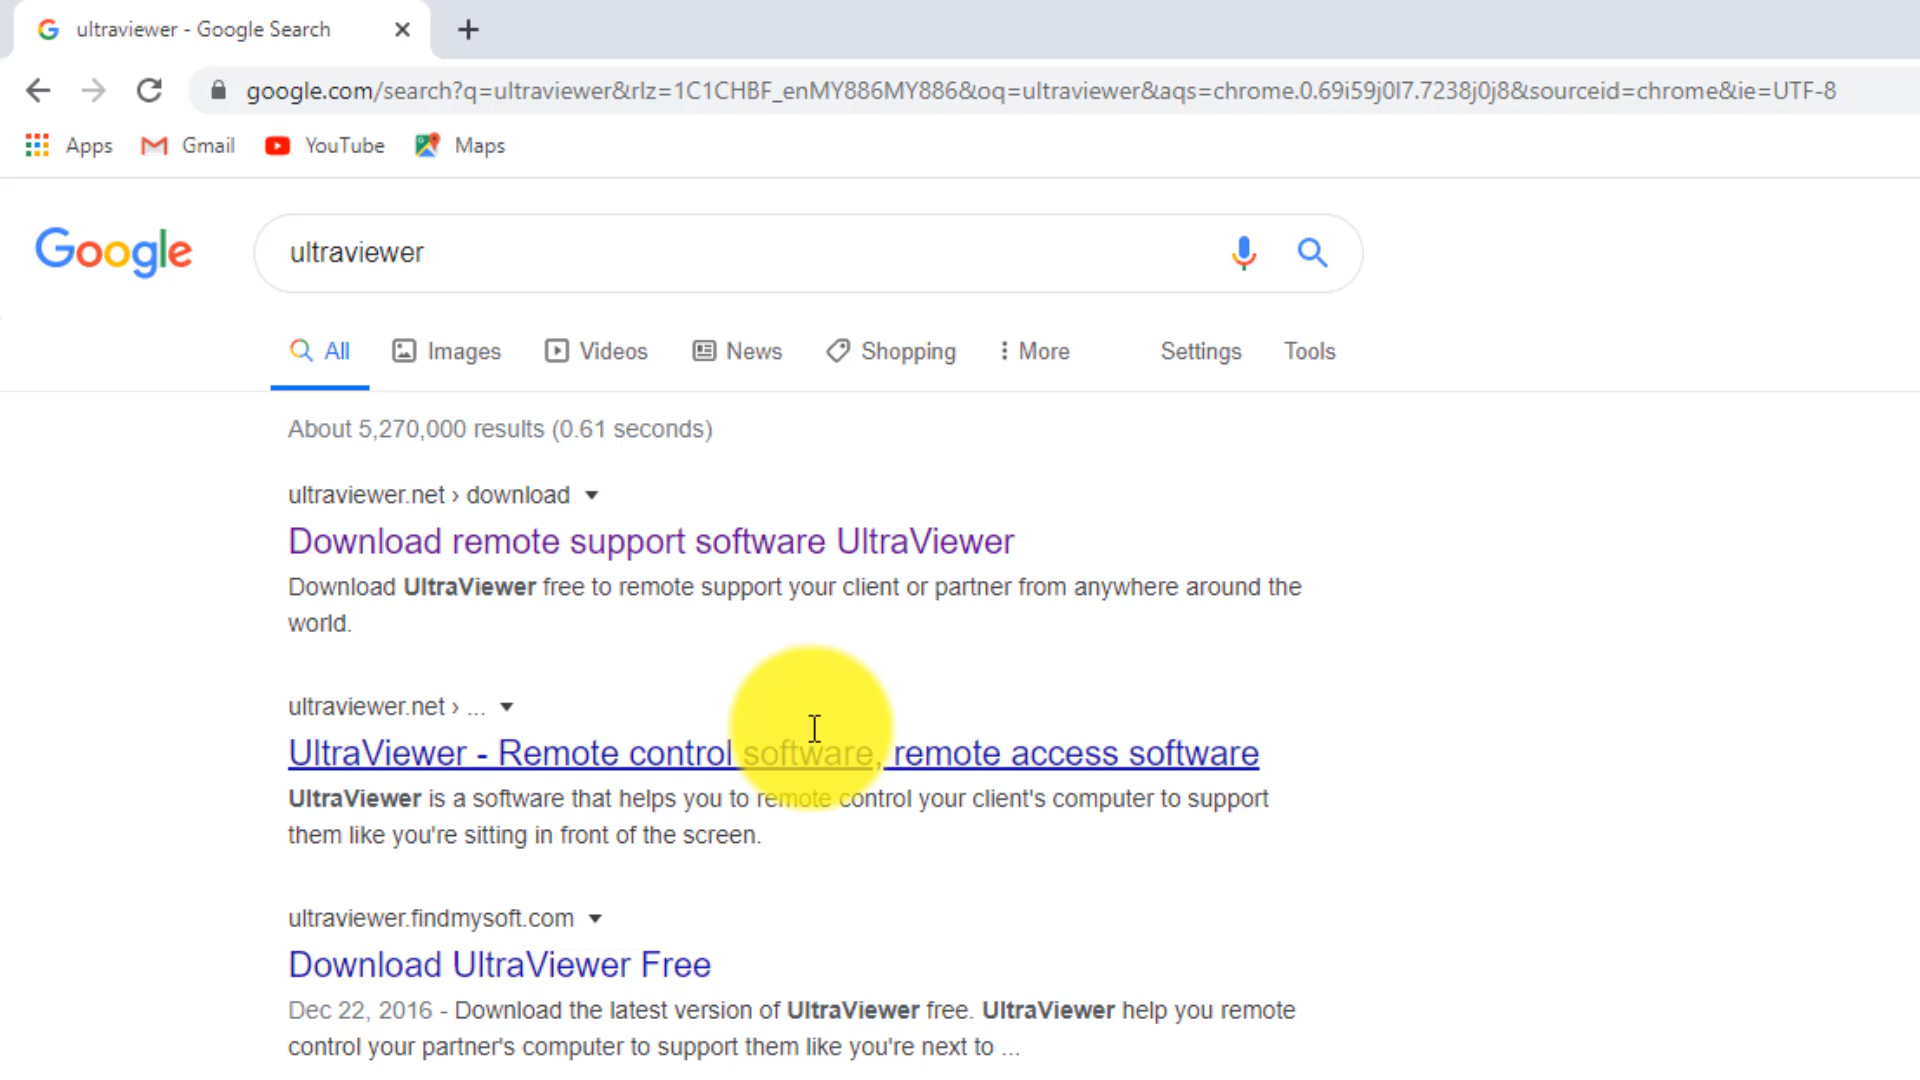 ultraviewer - Google Search
google.com/search?q=ultraviewer&rlz=1C1CHBF_enMY886MY886&oq=ultraviewer&aqs=chrome.0.69i59j0l7.7238j0j8&sourceid=chrome&ie=UTF-8
Apps Gmail YouTube Maps
Google ultraviewer
All Images Videos News Shopping More Settings Tools
About 5,270,000 results (0.61 seconds)
ultraviewer.net › download
Download remote support software UltraViewer
Download UltraViewer free to remote support your client or partner from anywhere around the
world.
ultraviewer.net › ...
UltraViewer - Remote control software, remote access software
UltraViewer is a software that helps you to remote control your client's computer to support
them like you're sitting in front of the screen.
ultraviewer.findmysoft.com
Download UltraViewer Free
Dec 22, 2016 - Download the latest version of UltraViewer free. UltraViewer help you remote
control your partner's computer to support them like you're next to ...